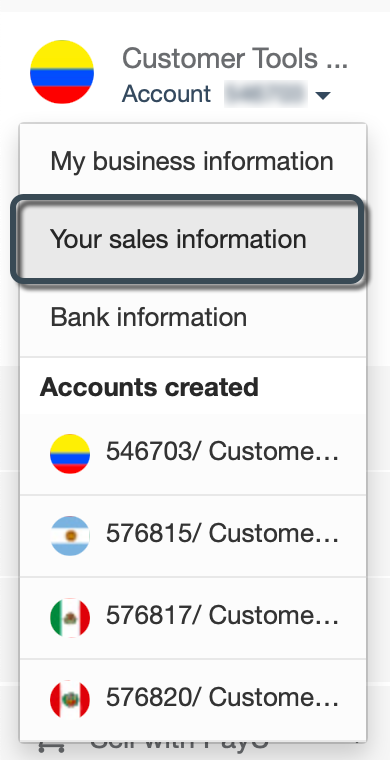 Customer Tools ...
Account
My business information
Your sales information
Bank information
Accounts created
546703/ Custome...
576815/ Custome...
576817/ Custome...
576820/ Custome...
Sell with PayU